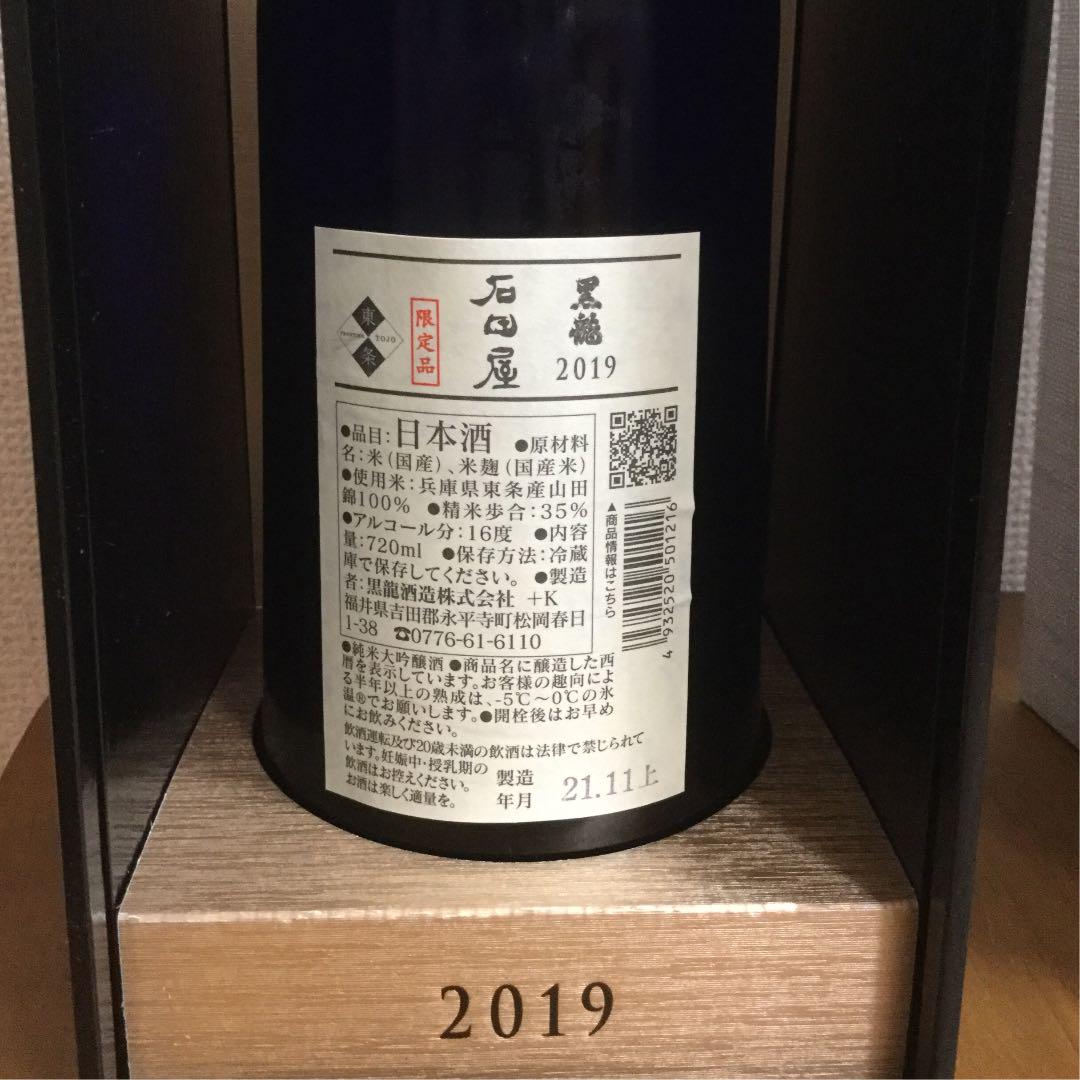 黒龍
2019
石田屋
限定品
東
TOJO
条
●品目:日本酒 ●原材料
名:米(国産)、米麹(国産米)
●使用米:兵庫県東条産山田
錦100% ●精米歩合:35%
●アルコール分:16度 ●内容
量:720ml ●保存方法:冷蔵
庫で保存してください。 ●製造
者:黒龍酒造株式会社 +K
福井県吉田郡永平寺町松岡春日
1-38 ☎0776-61-6110
▲商品情報はこちら
4 932520 501216
●純米大吟醸酒 ●商品名に醸造した西
暦を表示しています。お客様の趣向によ
る半年以上の熟成は、-5℃~0℃の氷
温®でお願いします。●開栓後はお早め
にお飲みください。
飲酒運転及び20歳未満の飲酒は法律で禁じられて
います。妊娠中・授乳期の
飲酒はお控えください。
お酒は楽しく適量を。
製造
年月
21.11上
2019